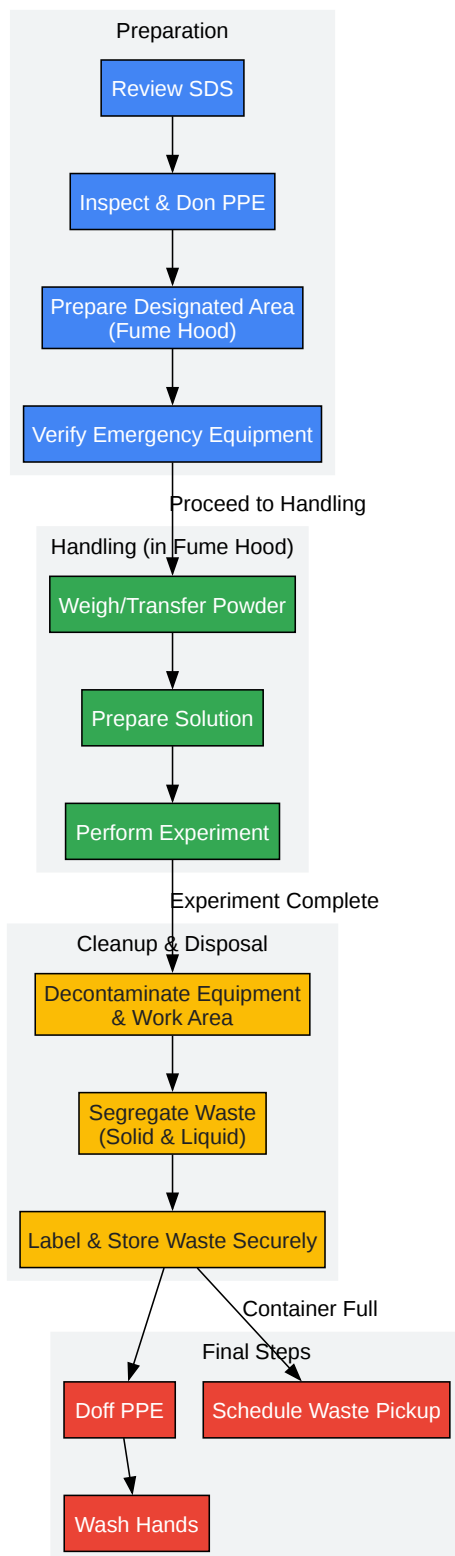 Preparation
Review SDS
Inspect & Don PPE
Prepare Designated Area
(Fume Hood)
Verify Emergency Equipment
Proceed to Handling
Handling (in Fume Hood)
Weigh/Transfer Powder
Prepare Solution
Perform Experiment
Experiment Complete
Cleanup & Disposal
Decontaminate Equipment
& Work Area
Segregate Waste
(Solid & Liquid)
Label & Store Waste Securely
Container Full
Final Steps
Doff PPE
Schedule Waste Pickup
Wash Hands